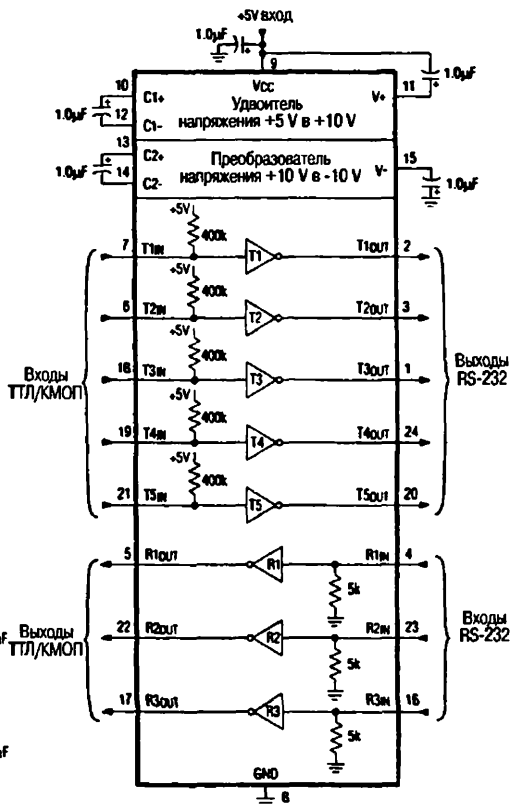 +5V вход
1.0µF
9
1.0µF
10
C1+
Vcc
11
V+
Удвоитель
напряжения +5 V в +10 V
1.0µF
12
C1-
13
C2+
Преобразователь
напряжения +10 V в -10 V
15
V-
1.0µF
14
C2-
1.0µF
+5V
400k
7
T1IN
T1
T1OUT
2
+5V
400k
6
T2IN
T2
T2OUT
3
+5V
400k
18
T3IN
T3
T3OUT
1
+5V
400k
19
T4IN
T4
T4OUT
24
+5V
400k
21
T5IN
T5
T5OUT
20
Входы
ТТЛ/КМОП
Выходы
RS-232
5
R1OUT
R1
R1IN
4
5k
22
R2OUT
R2
R2IN
23
5k
17
R3OUT
R3
R3IN
16
5k
Выходы
ТТЛ/КМОП
Входы
RS-232
GND
8